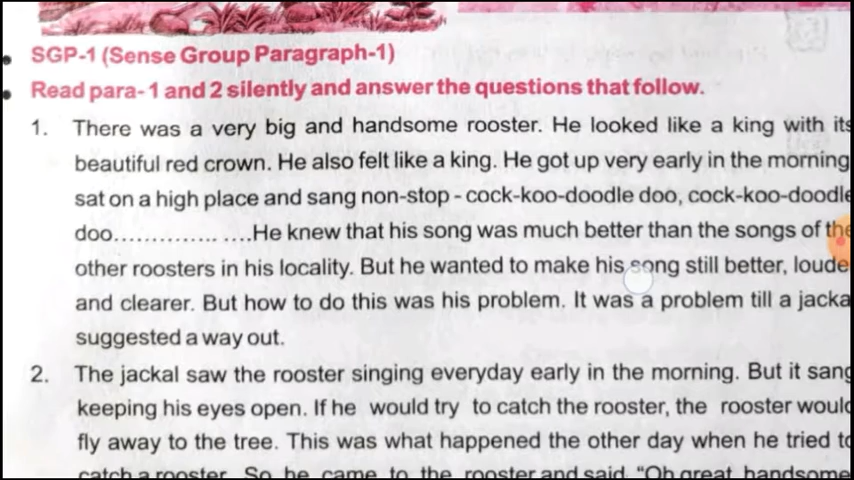 SGP-1 (Sense Group Paragraph-1)
Read para- 1 and 2 silently and answer the questions that follow.
1. There was a very big and handsome rooster. He looked like a king with its
beautiful red crown. He also felt like a king. He got up very early in the morning
sat on a high place and sang non-stop - cock-koo-doodle doo, cock-koo-doodle
doo.................He knew that his song was much better than the songs of the
other roosters in his locality. But he wanted to make his song still better, loude
and clearer. But how to do this was his problem. It was a problem till a jacka
suggested a way out.
2. The jackal saw the rooster singing everyday early in the morning. But it sang
keeping his eyes open. If he would try to catch the rooster, the rooster would
fly away to the tree. This was what happened the other day when he tried to
catch a rooster. So he came to the rooster and said, "Oh great handsome